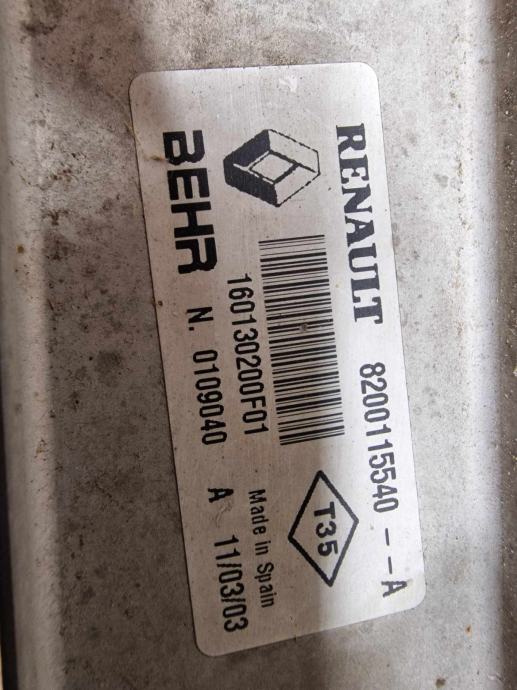 RENAULT 8200115540 -- A
160130200F01
T35
Made in Spain
BEHR N. 0109040 A 11/03/03